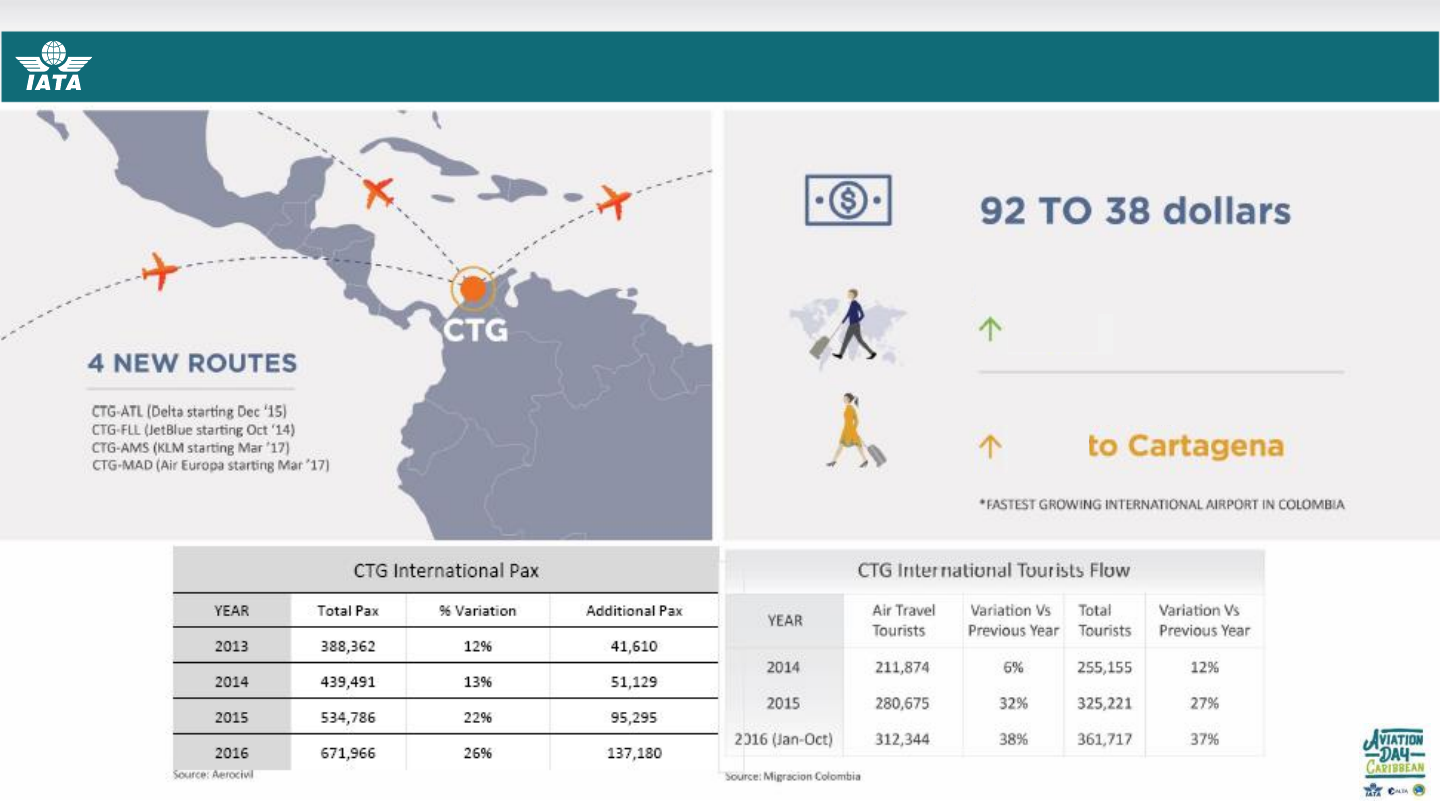 IATA
CTG
4 NEW ROUTES
CTG-ATL (Delta starting Dec '15)
CTG-FLL (JetBlue starting Oct '14)
CTG-AMS (KLM starting Mar '17)
CTG-MAD (Air Europa starting Mar '17)
$
92 TO 38 dollars
↑
↑ to Cartagena
*FASTEST GROWING INTERNATIONAL AIRPORT IN COLOMBIA
CTG International Pax
YEAR Total Pax % Variation Additional Pax
2013 388,362 12% 41,610
2014 439,491 13% 51,129
2015 534,786 22% 95,295
2016 671,966 26% 137,180
Source: Aerocivil
CTG International Tourists Flow
YEAR Air Travel Tourists Variation Vs Previous Year Total Tourists Variation Vs Previous Year
2014 211,874 6% 255,155 12%
2015 280,675 32% 325,221 27%
2016 (Jan-Oct) 312,344 38% 361,717 37%
Source: Migracion Colombia
AVIATION
DAY
CARIBBEAN
IATA ALTA